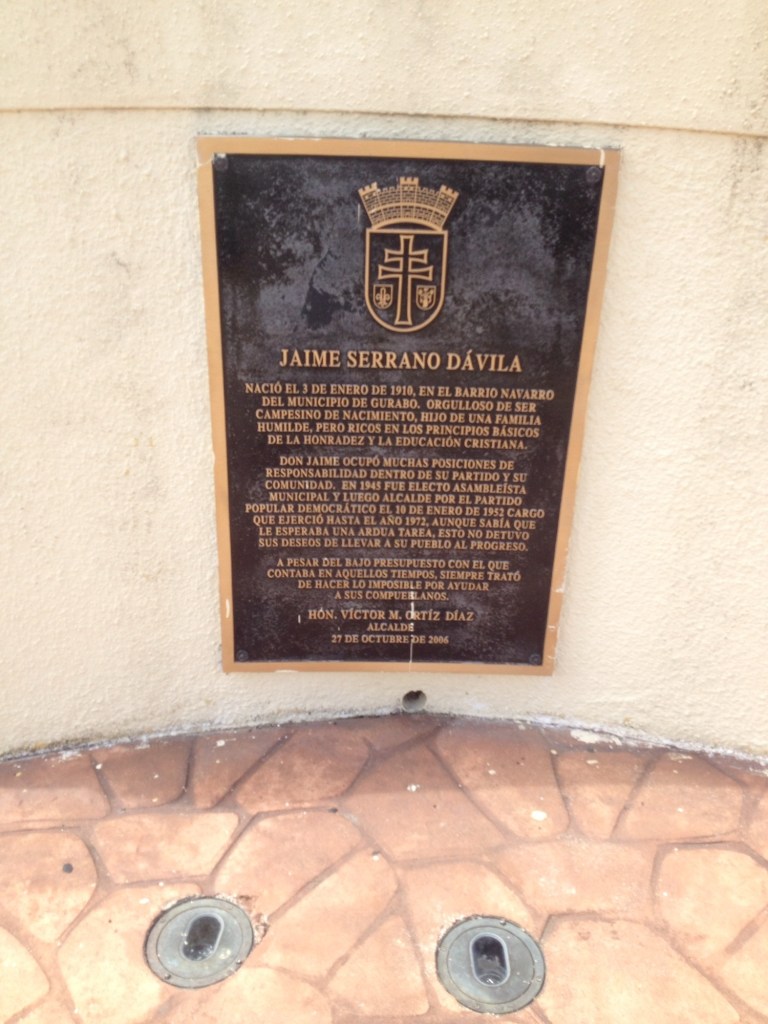 JAIME SERRANO DÁVILA
NACIÓ EL 3 DE ENERO DE 1910, EN EL BARRIO NAVARRO
DEL MUNICIPIO DE GURABO. ORGULLOSO DE SER
CAMPESINO DE NACIMIENTO, HIJO DE UNA FAMILIA
HUMILDE, PERO RICOS EN LOS PRINCIPIOS BÁSICOS
DE LA HONRADEZ Y LA EDUCACIÓN CRISTIANA.
DON JAIME OCUPÓ MUCHAS POSICIONES DE
RESPONSABILIDAD DENTRO DE SU PARTIDO Y SU
COMUNIDAD. EN 1945 FUE ELECTO ASAMBLEÍSTA
MUNICIPAL Y LUEGO ALCALDE POR EL PARTIDO
POPULAR DEMOCRÁTICO EL 10 DE ENERO DE 1952 CARGO
QUE EJERCIÓ HASTA EL AÑO 1972, AUNQUE SABÍA QUE
LE ESPERABA UNA ARDUA TAREA, ESTO NO DETUVO
SUS DESEOS DE LLEVAR A SU PUEBLO AL PROGRESO.
A PESAR DEL BAJO PRESUPUESTO CON EL QUE
CONTABA EN AQUELLOS TIEMPOS, SIEMPRE TRATÓ
DE HACER LO IMPOSIBLE POR AYUDAR
A SUS COMPUEBLANOS.
HON. VÍCTOR M. ORTÍZ DÍAZ
ALCALDE
27 DE OCTUBRE DE 2006